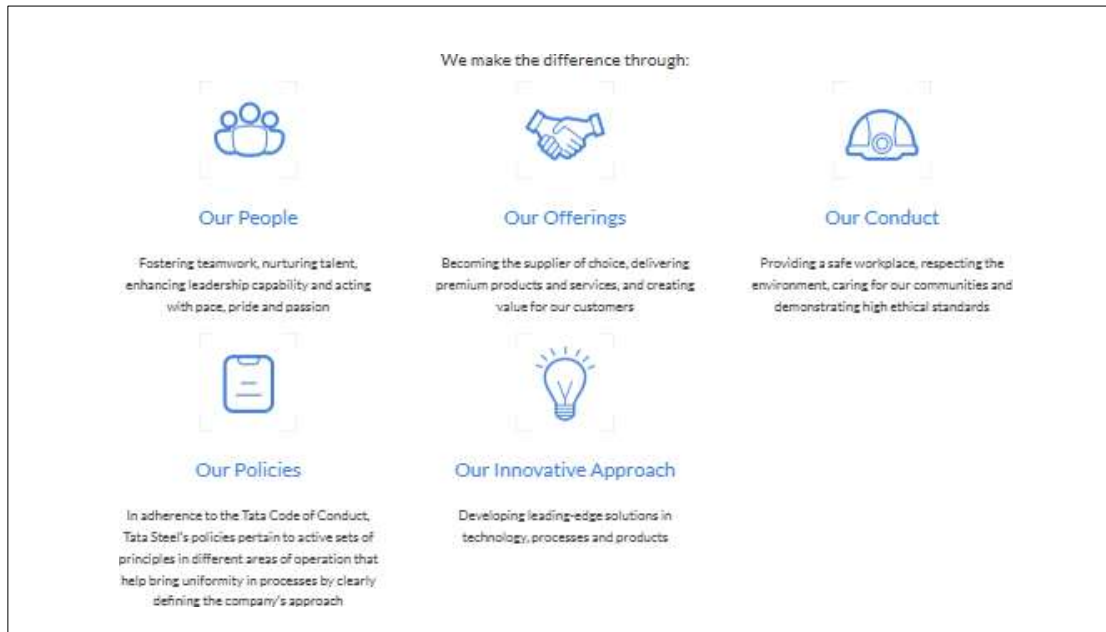 We make the difference through:
Our People
Fostering teamwork, nurturing talent,
enhancing leadership capability and acting
with pace, pride and passion
Our Offerings
Becoming the supplier of choice, delivering
premium products and services, and creating
value for our customers
Our Conduct
Providing a safe workplace, respecting the
environment, caring for our communities and
demonstrating high ethical standards
Our Policies
In adherence to the Tata Code of Conduct,
Tata Steel's policies pertain to active sets of
principles in different areas of operation that
help bring uniformity in processes by clearly
defining the company's approach
Our Innovative Approach
Developing leading-edge solutions in
technology, processes and products